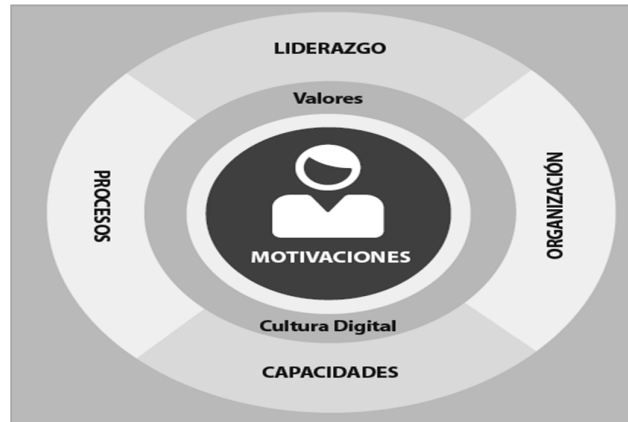 LIDERAZGO
Valores
PROCESOS
ORGANIZACIÓN
MOTIVACIONES
Cultura Digital
CAPACIDADES